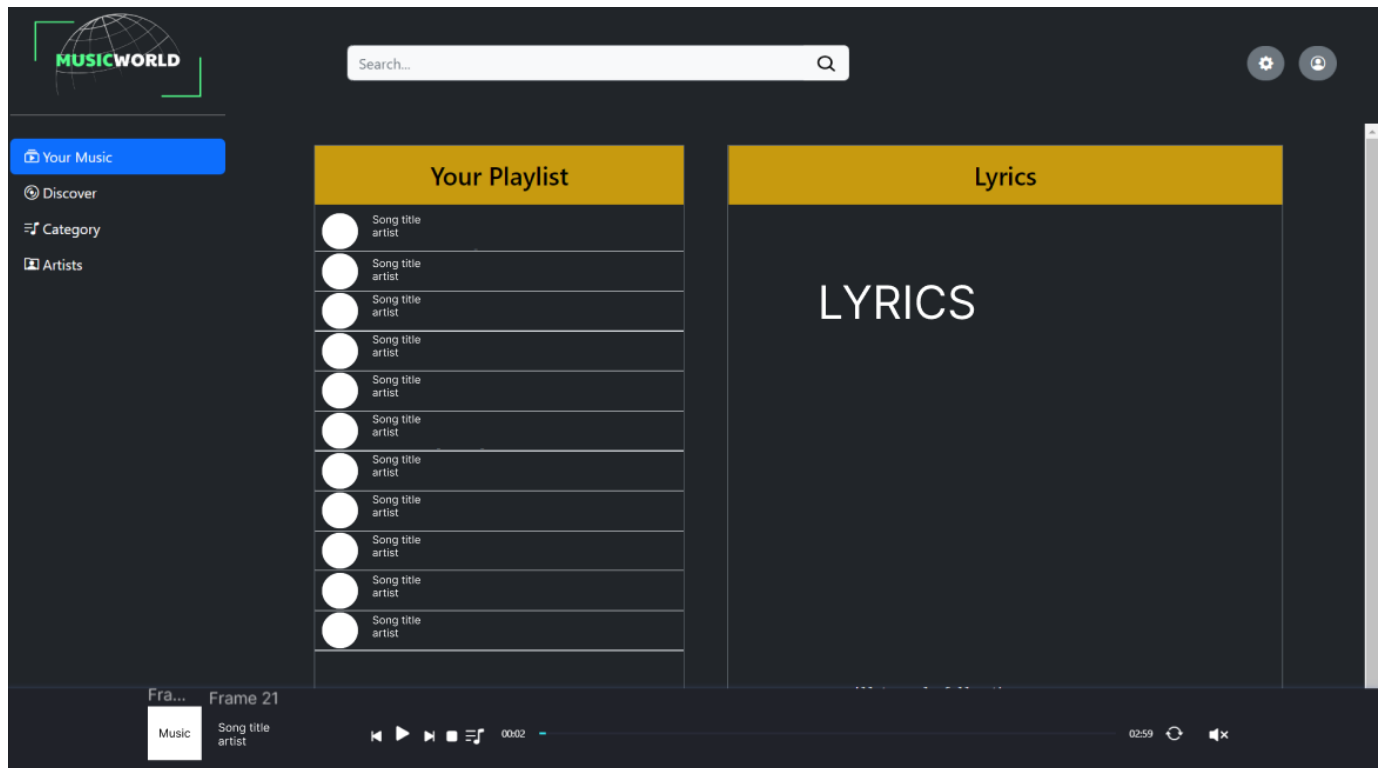 MUSICWORLD
Search...
Your Music
Discover
Category
Artists
Your Playlist
Song title
artist
Song title
artist
Song title
artist
Song title
artist
Song title
artist
Song title
artist
Song title
artist
Song title
artist
Song title
artist
Song title
artist
Song title
artist
Lyrics
LYRICS
Fra...
Frame 21
Music
Song title
artist
00:02
02:59